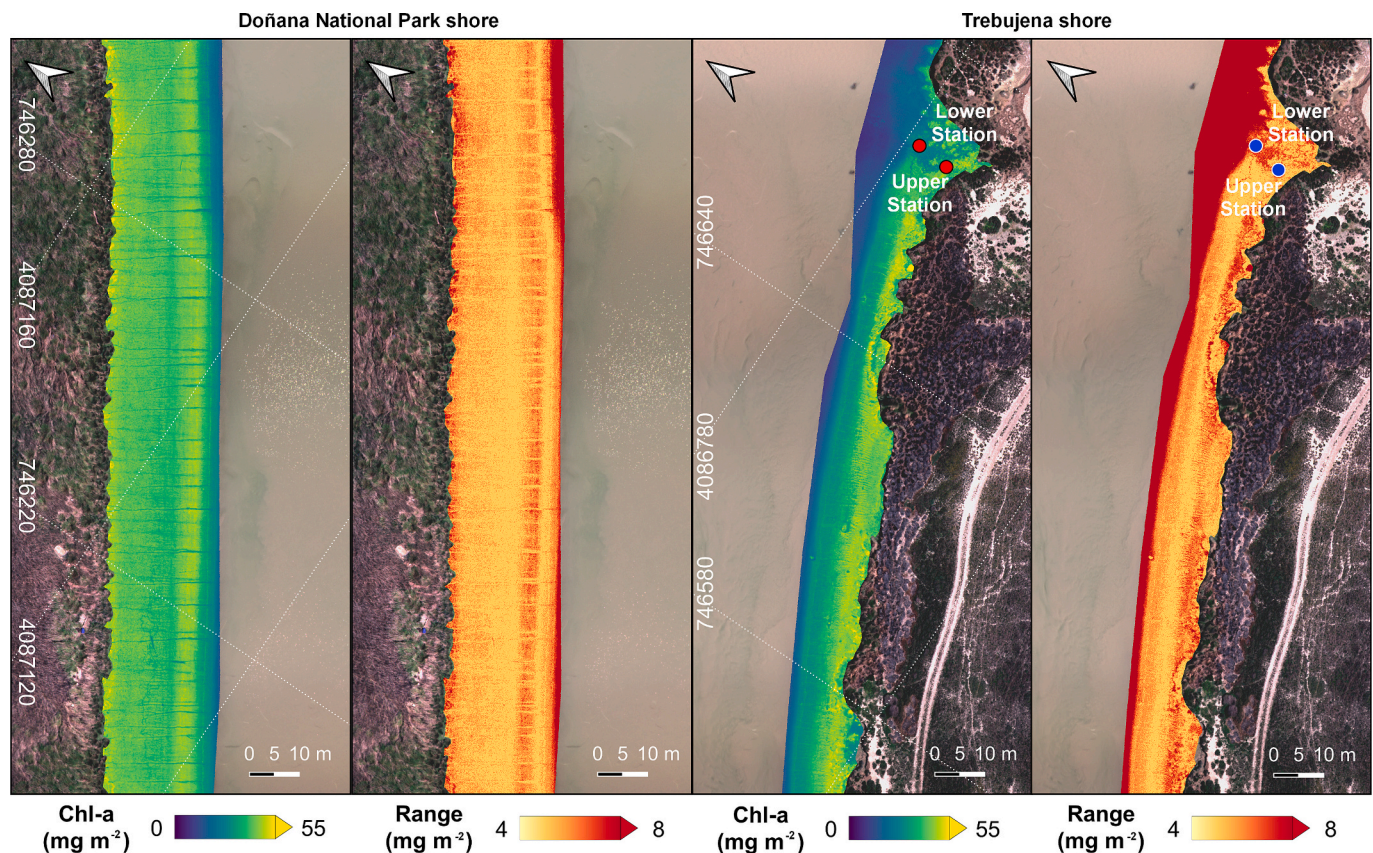 Doñana National Park shore
Trebujena shore
746280
4087160
746220
4087120
0 5 10 m
0 5 10 m
746640
4086780
746580
Lower
Station
Upper
Station
0 5 10 m
Lower
Station
Upper
Station
0 5 10 m
Chl-a
(mg m⁻²)
0
55
Range
(mg m⁻²)
4
8
Chl-a
(mg m⁻²)
0
55
Range
(mg m⁻²)
4
8